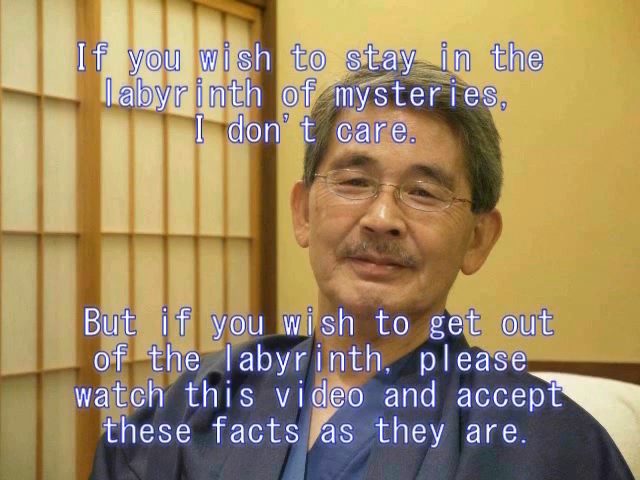 If you wish to stay in the
labyrinth of mysteries,
I don't care.
But if you wish to get out
of the labyrinth, please
watch this video and accept
these facts as they are.